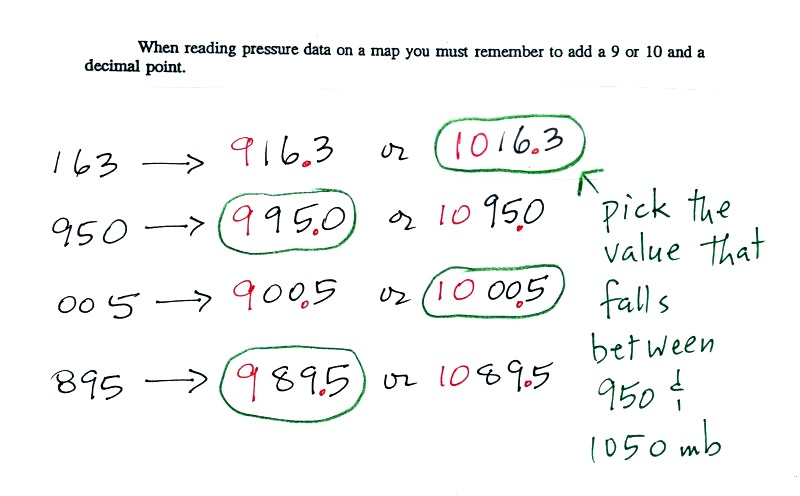 When reading pressure data on a map you must remember to add a 9 or 10 and a
decimal point.
163 → 916.3 or 1016.3
950 → 995.0 or 1095.0
005 → 900.5 or 1000.5
895 → 989.5 or 1089.5
pick the
value that
falls
between
950 &
1050 mb